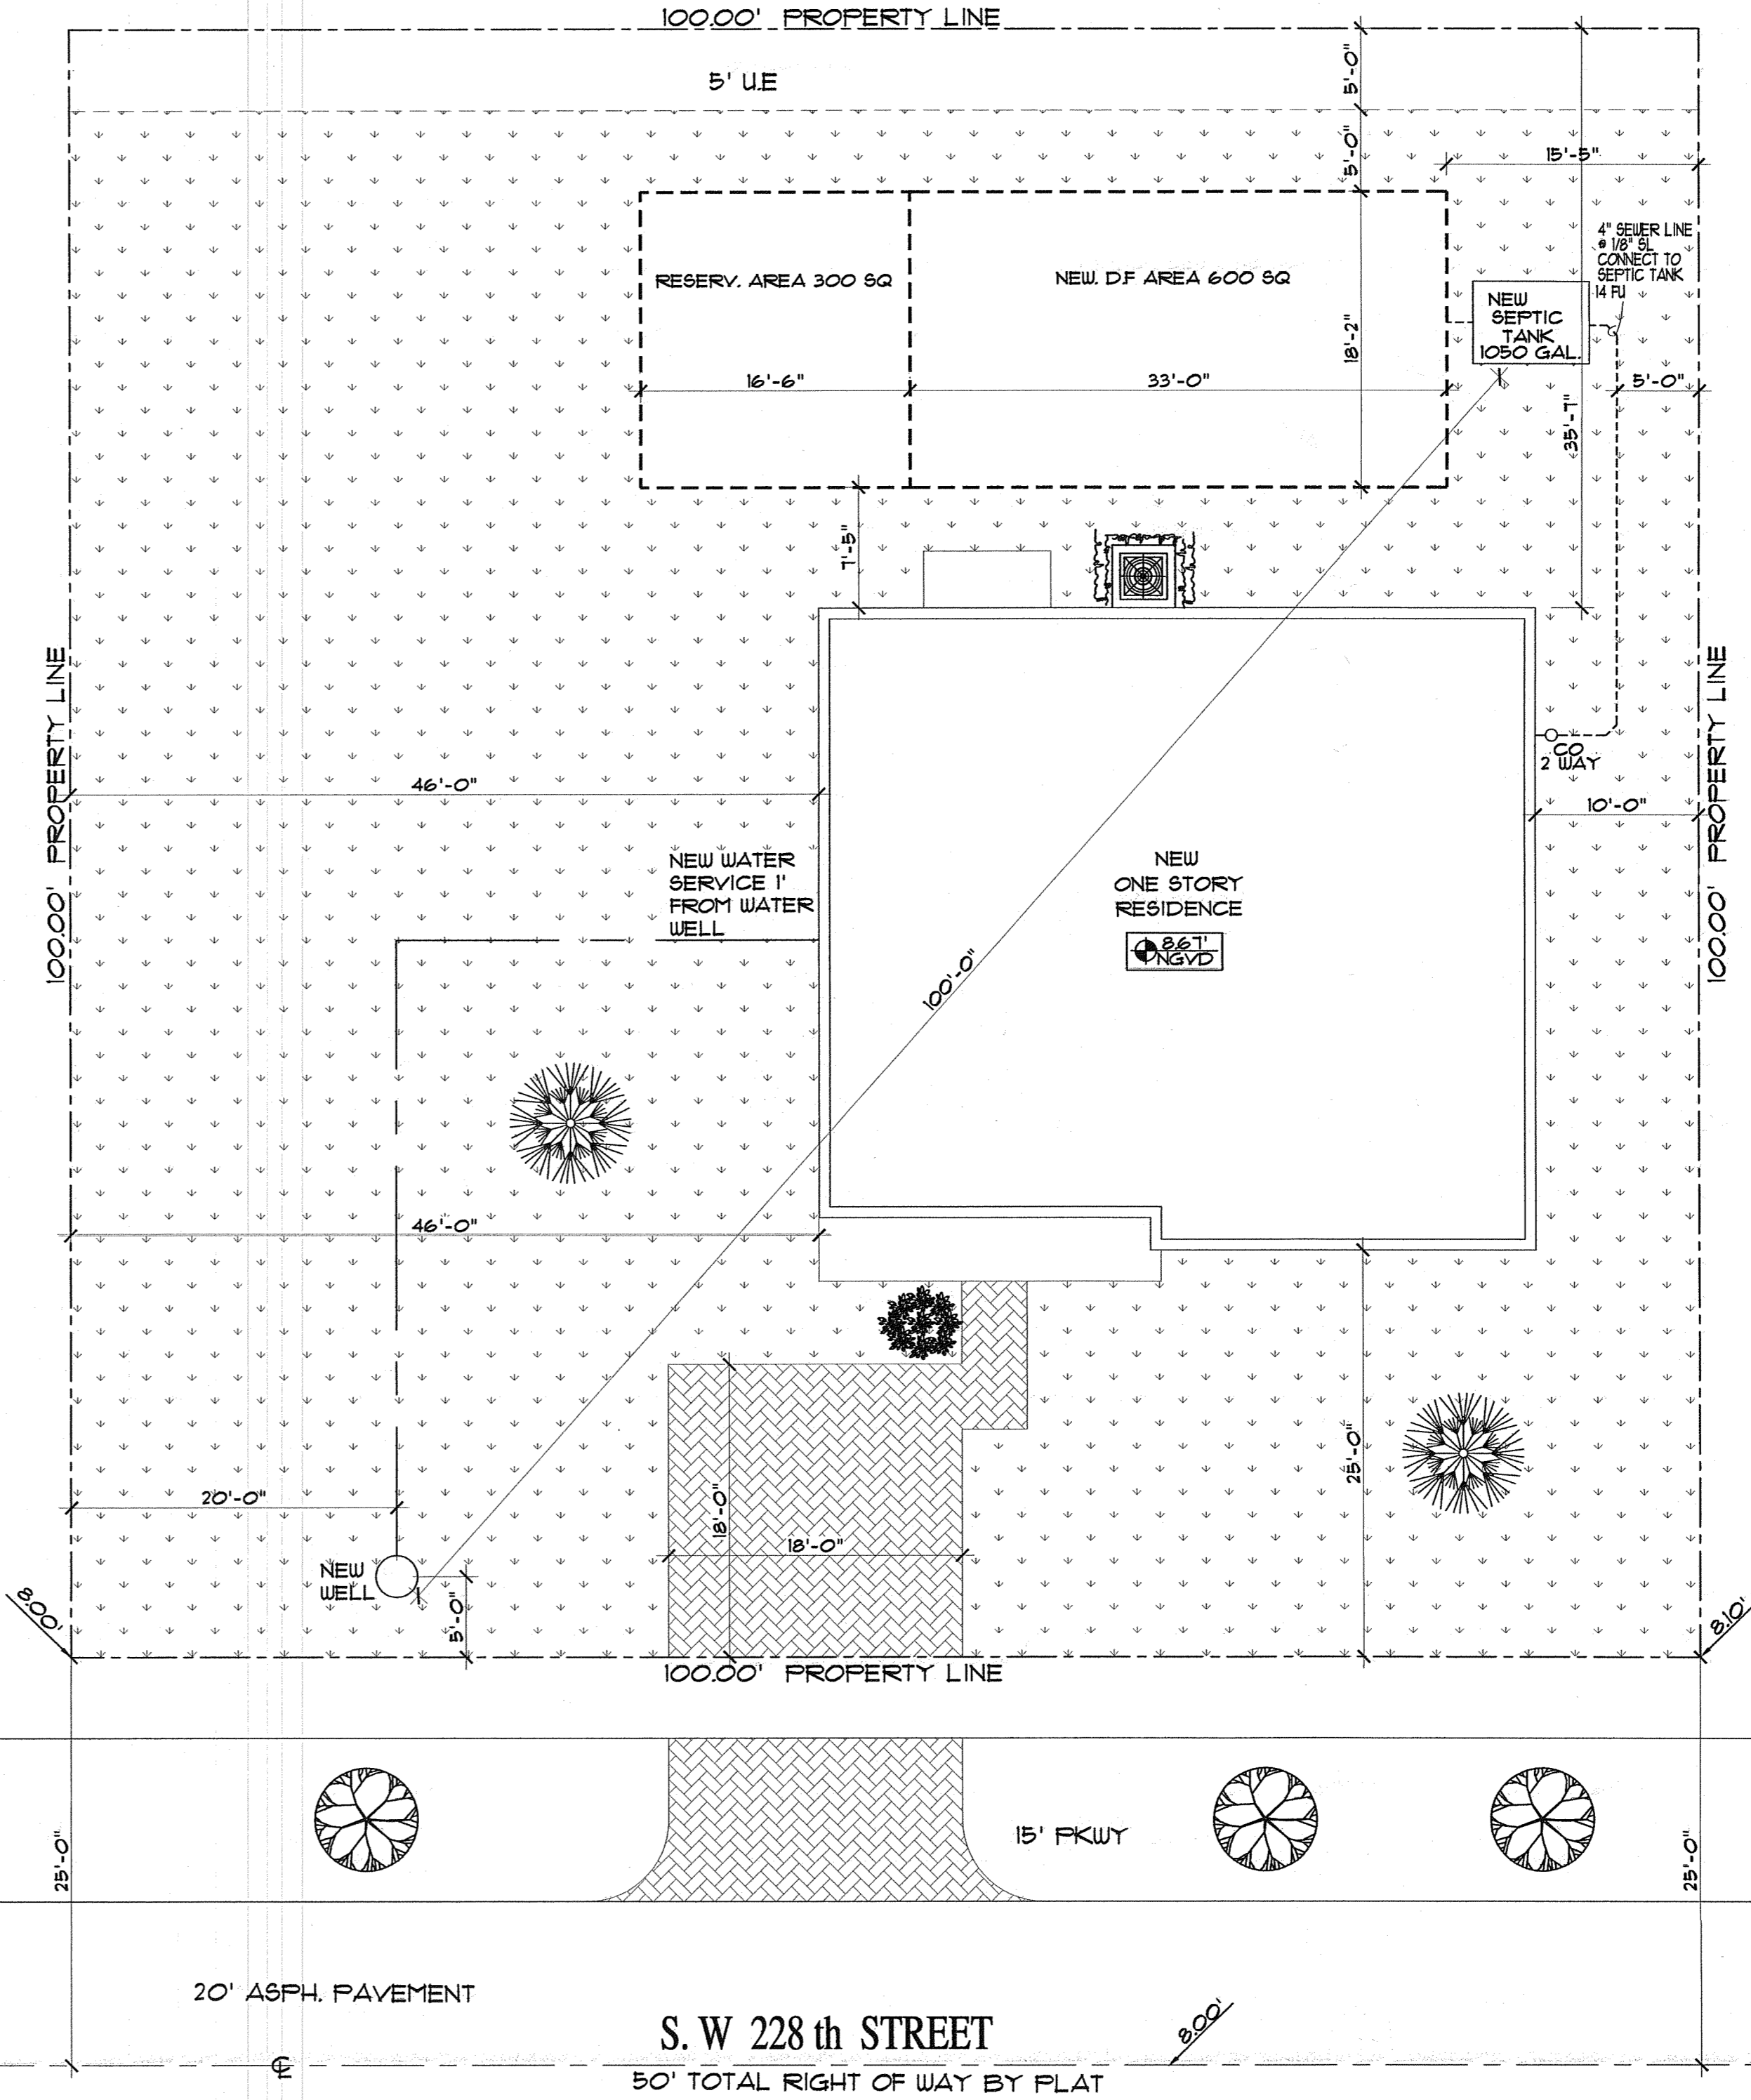 100.00' PROPERTY LINE
5' U.E
5'-0"
5'-0"
15'-5"
4" SEWER LINE
@ 1/8" SL
CONNECT TO
SEPTIC TANK
14 FU
RESERV. AREA 300 SQ
NEW. D.F AREA 600 SQ
NEW
SEPTIC
TANK
1050 GAL.
18'-2"
16'-6"
33'-0"
5'-0"
35'-7"
7'-5"
100.00' PROPERTY LINE
100.00' PROPERTY LINE
CO
2 WAY
46'-0"
10'-0"
NEW WATER
SERVICE 1'
FROM WATER
WELL
NEW
ONE STORY
RESIDENCE
8.67'
NGVD
100'-0"
46'-0"
25'-0"
20'-0"
18'-0"
18'-0"
NEW
WELL
5'-0"
8.00'
8.10'
100.00' PROPERTY LINE
15' PKWY
25'-0"
25'-0"
20' ASPH. PAVEMENT
S. W 228 th STREET
8.00'
50' TOTAL RIGHT OF WAY BY PLAT